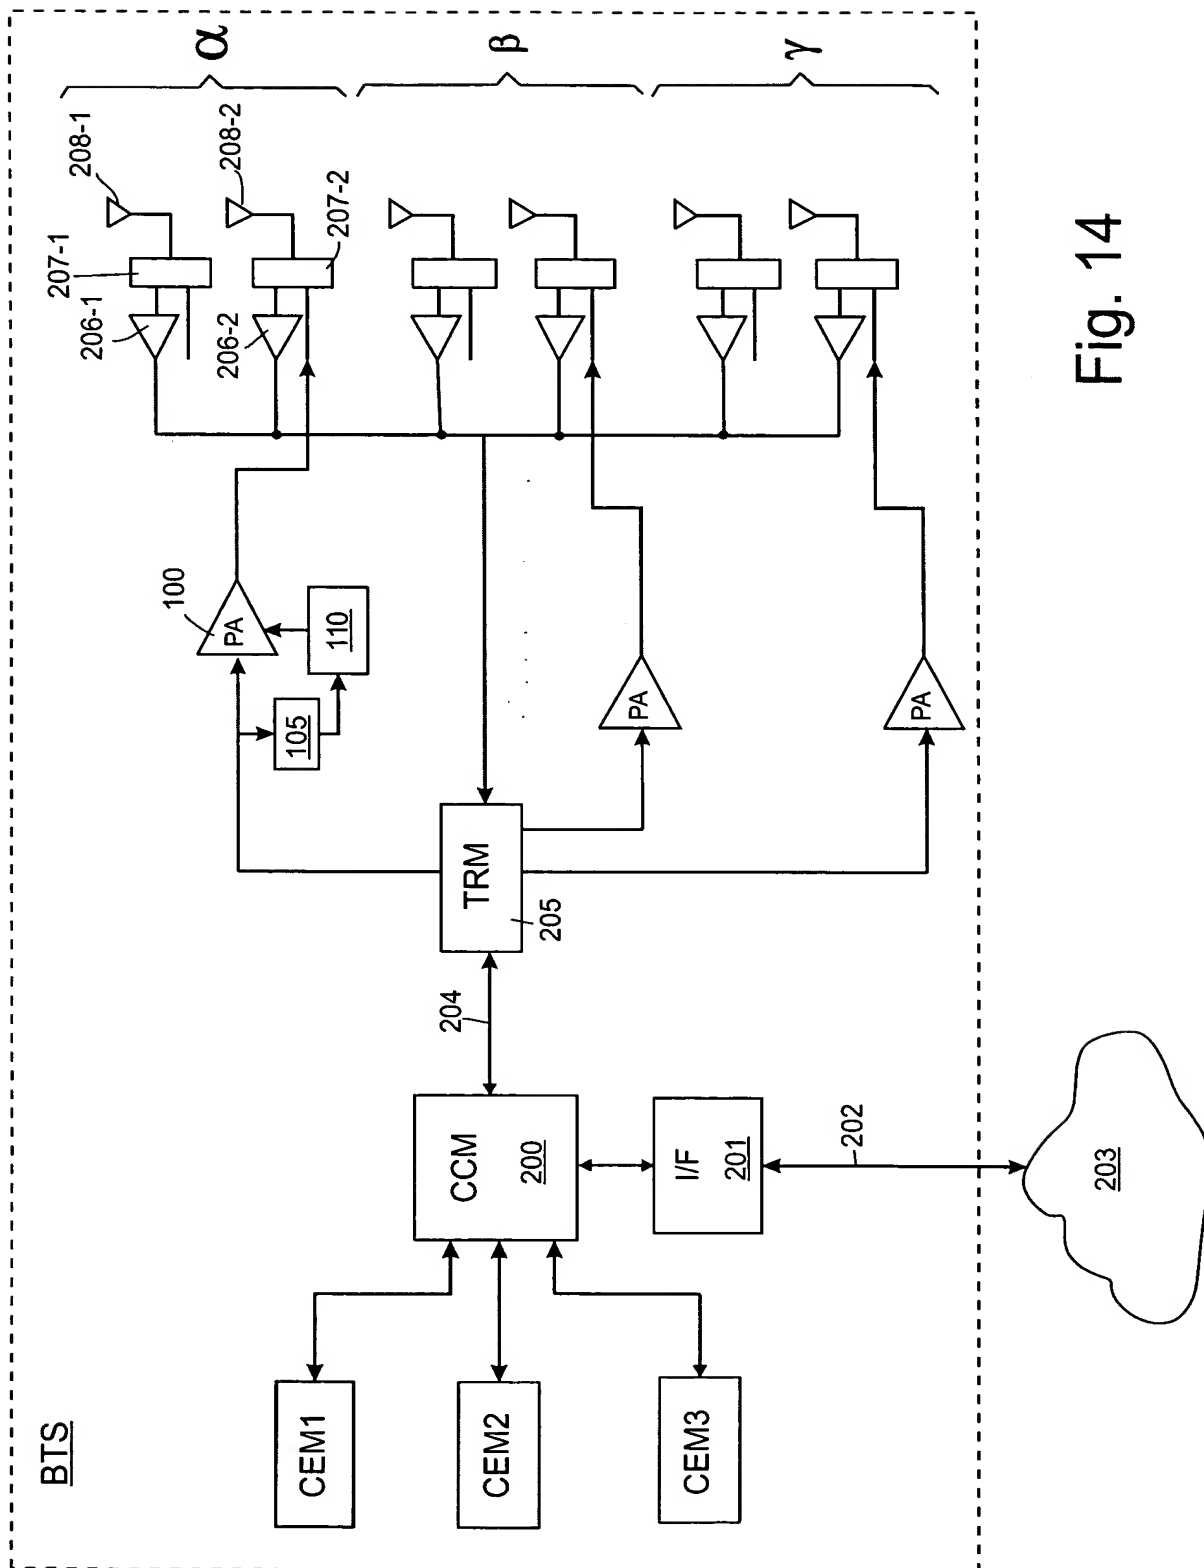 BTS
CEM1
CEM2
CEM3
CCM
200
I/F
201
202
203
204
TRM
205
105
110
100
PA
PA
PA
206-1
207-1
208-1
206-2
208-2
207-2
α
β
γ
Fig. 14